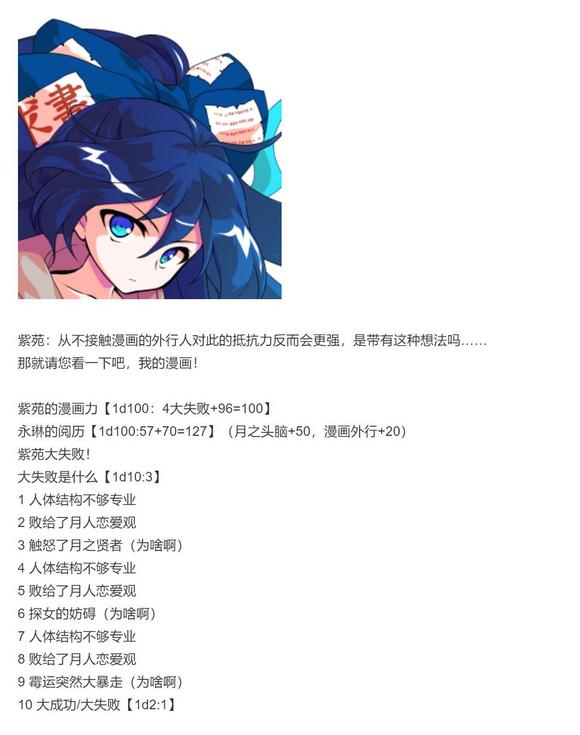 紫苑：从不接触漫画的外行人对此的抵抗力反而会更强，是带有这种想法吗……
那就请您看一下吧，我的漫画！
紫苑的漫画力【1d100：4大失败+96=100】
永琳的阅历【1d100:57+70=127】（月之头脑+50，漫画外行+20）
紫苑大失败！
大失败是什么【1d10:3】
1 人体结构不够专业
2 败给了月人恋爱观
3 触怒了月之贤者（为啥啊）
4 人体结构不够专业
5 败给了月人恋爱观
6 探女的妨碍（为啥啊）
7 人体结构不够专业
8 败给了月人恋爱观
9 霉运突然大暴走（为啥啊）
10 大成功/大失败【1d2:1】